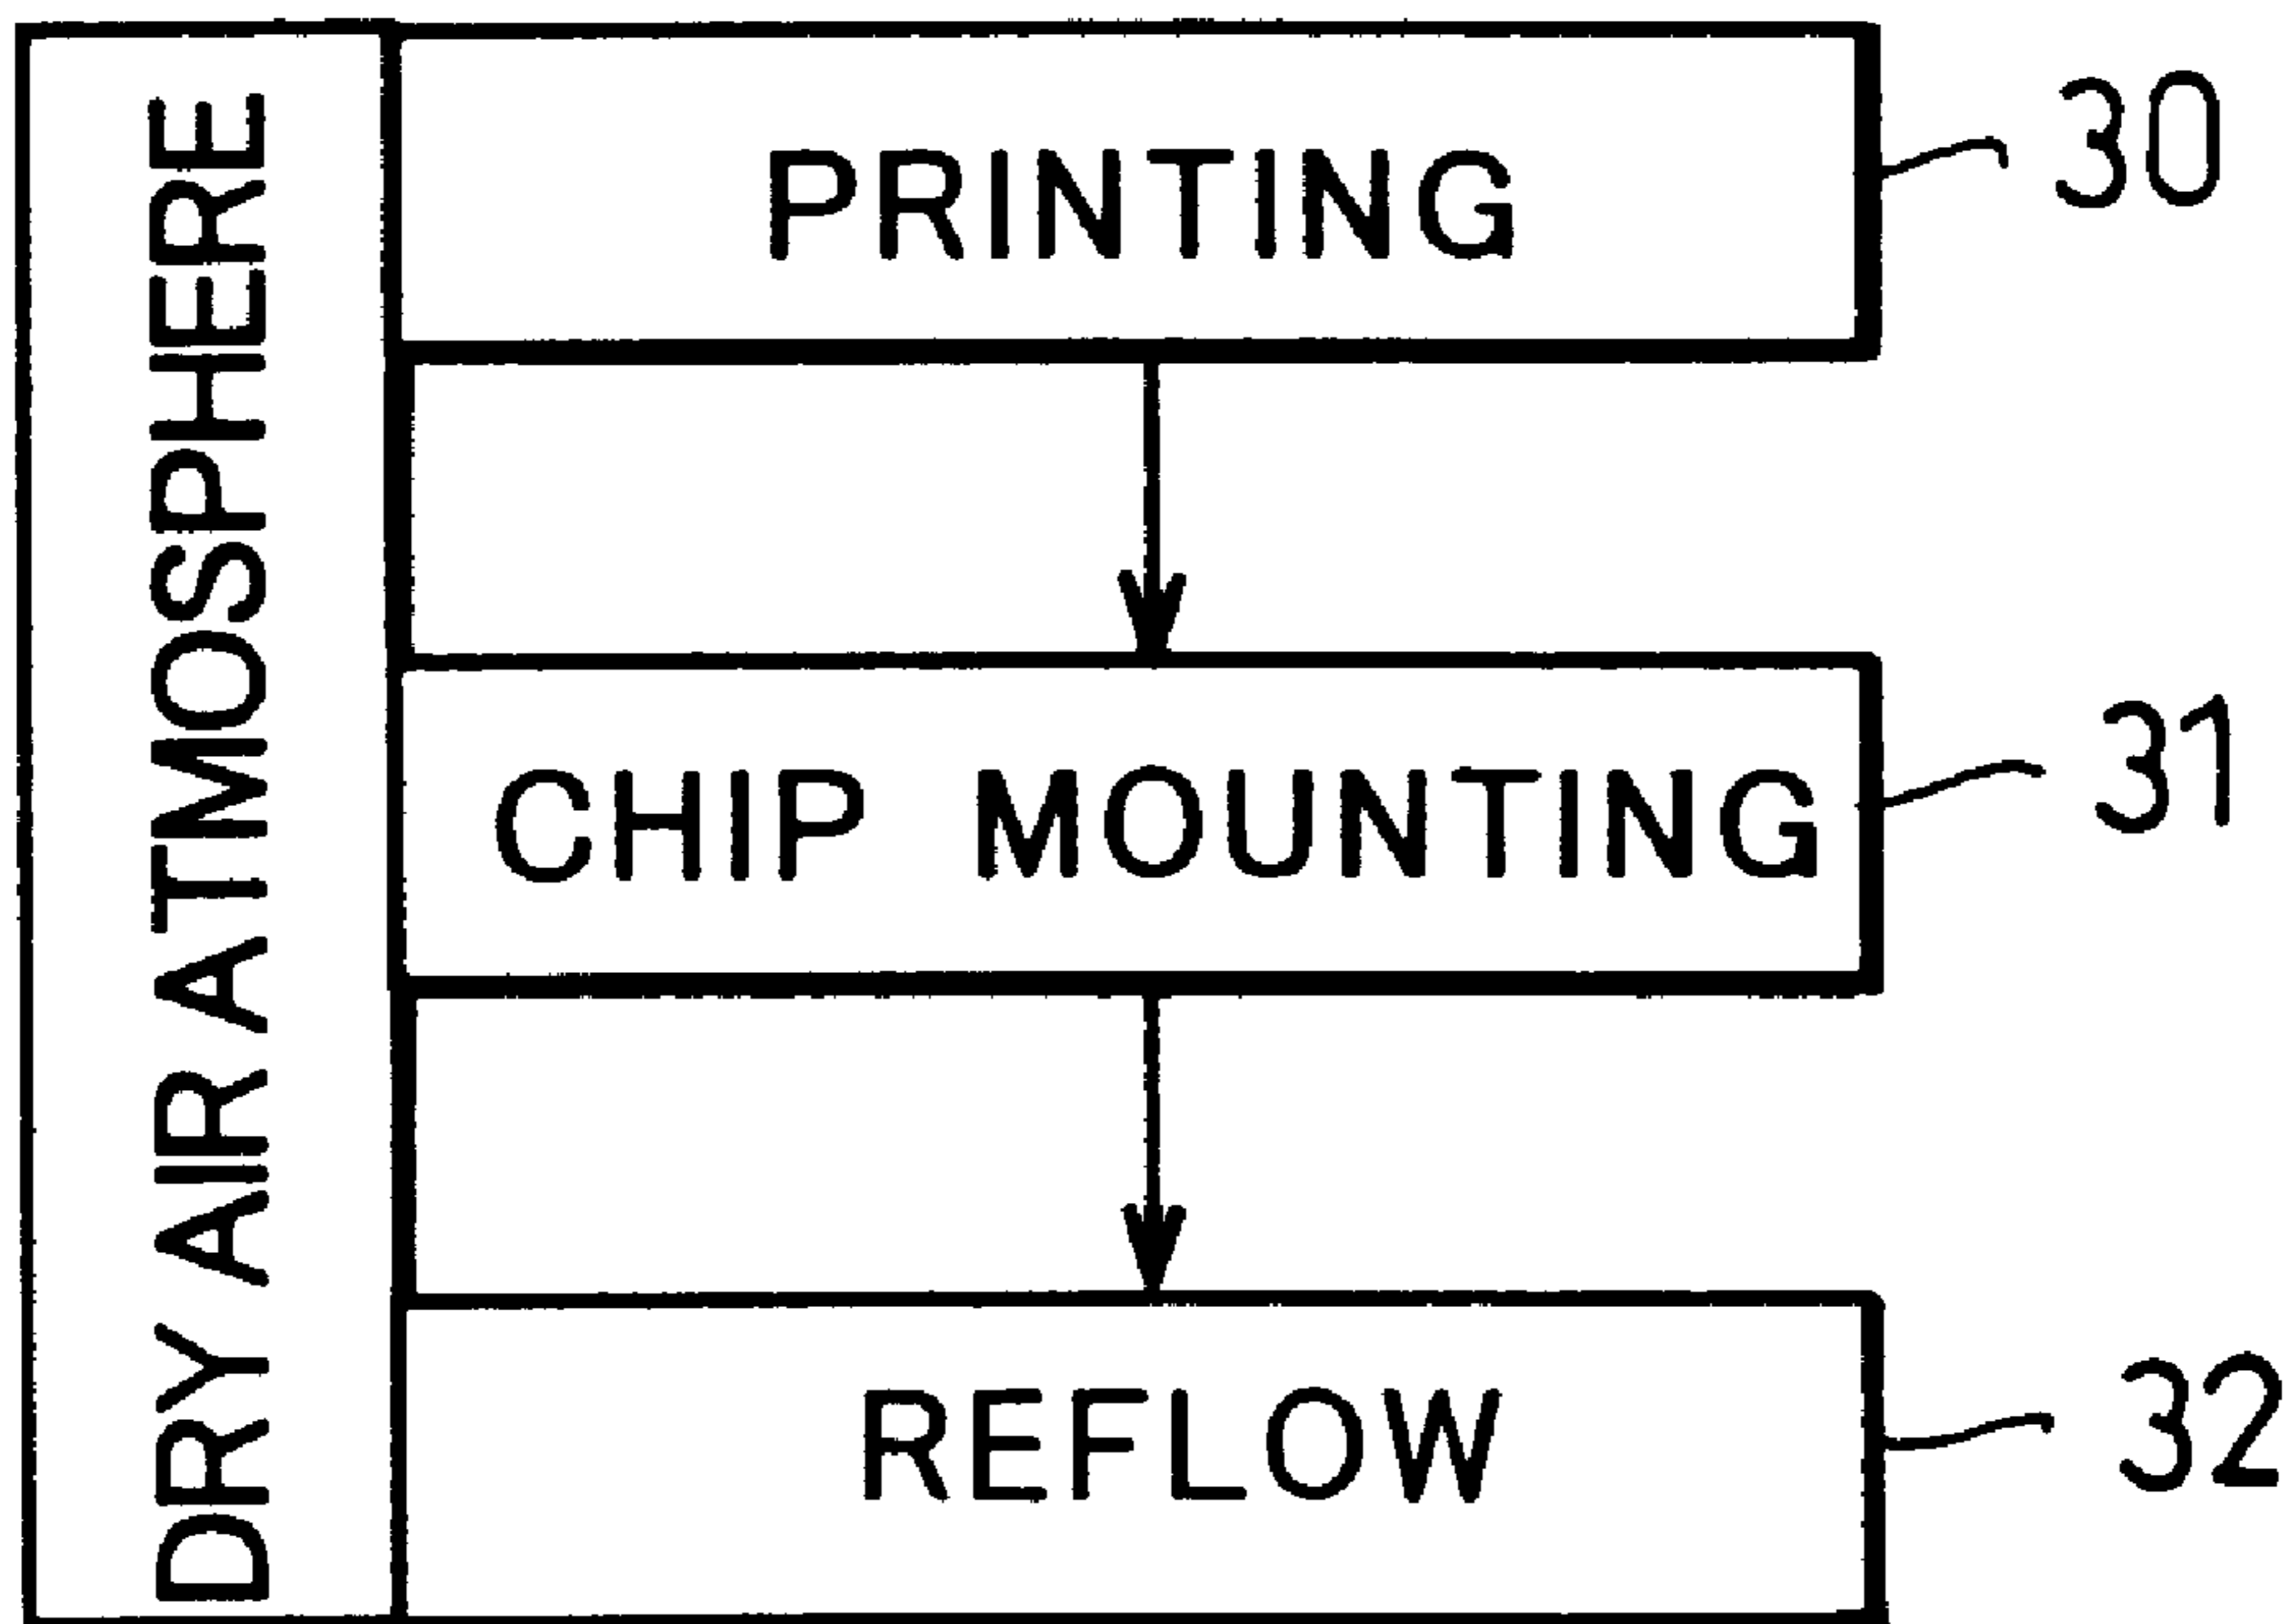 DRY AIR ATMOSPHERE
PRINTING
30
CHIP MOUNTING
31
REFLOW
32